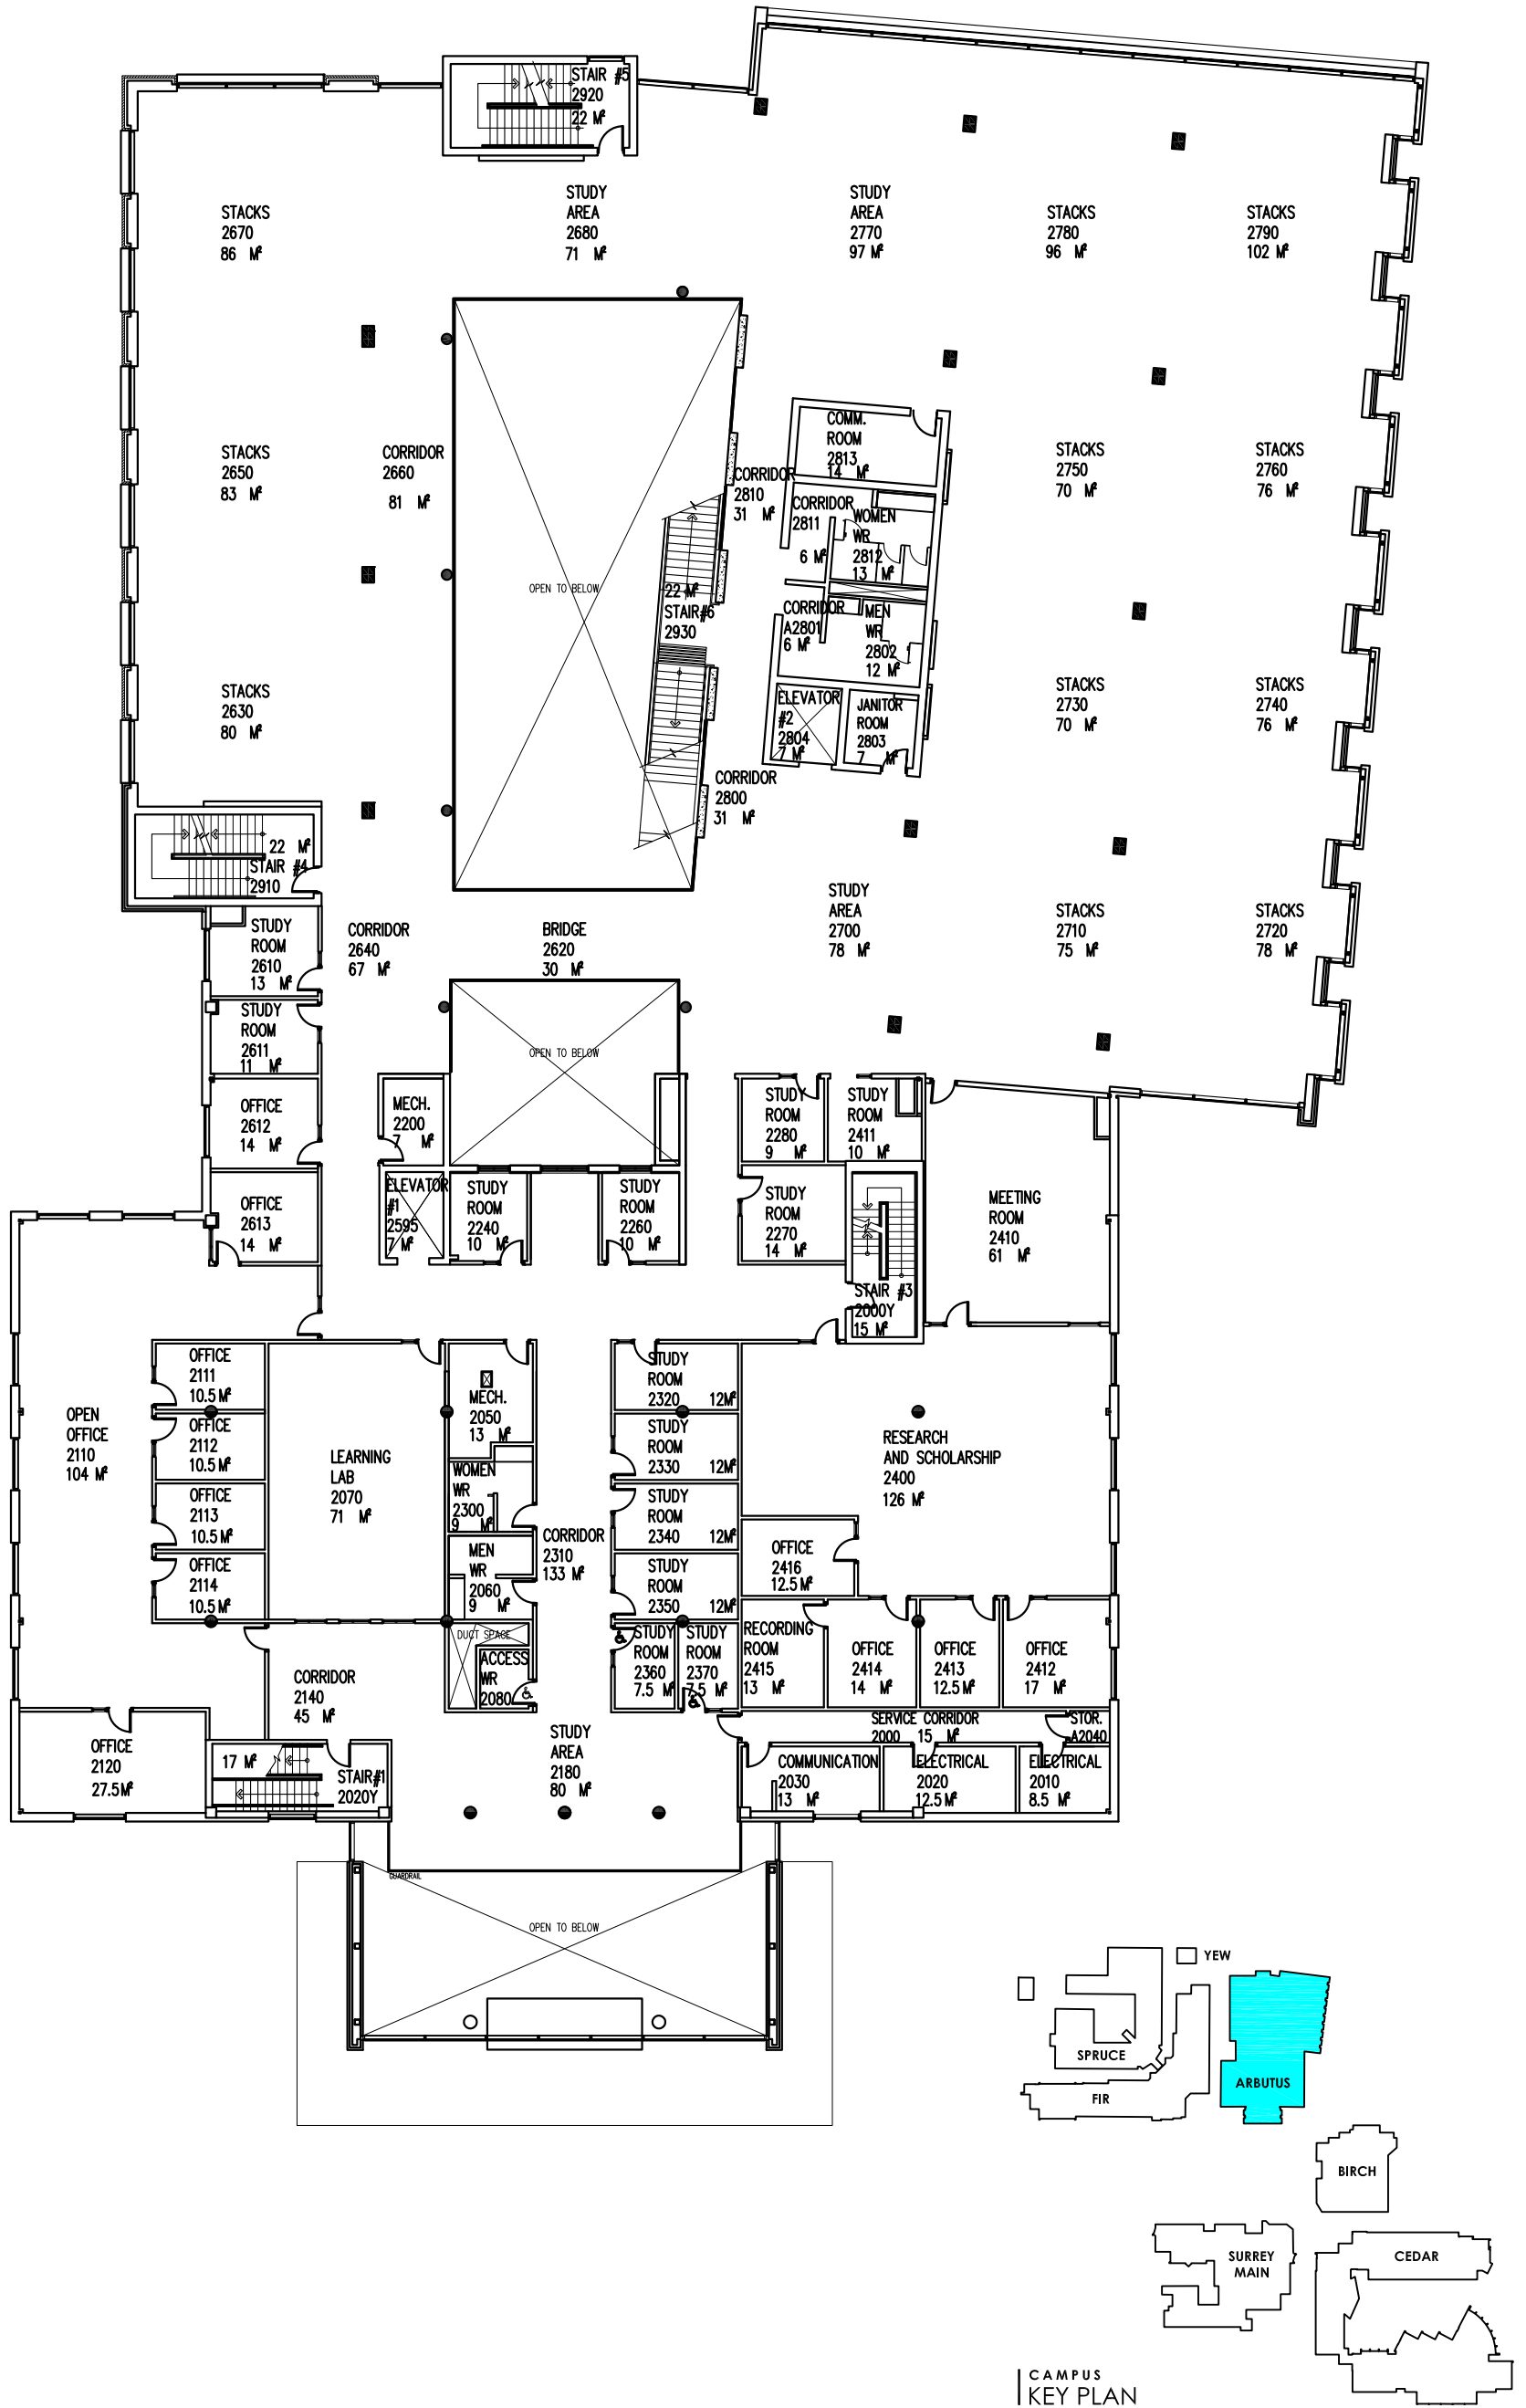 STAIR #5
2920
22 M²
STACKS
2670
86 M²
STUDY
AREA
2680
71 M²
STUDY
AREA
2770
97 M²
STACKS
2780
96 M²
STACKS
2790
102 M²
COMM.
ROOM
2813
14 M²
STACKS
2650
83 M²
CORRIDOR
2660
81 M²
CORRIDOR
2810
31 M²
CORRIDOR
2811
6 M²
WOMEN
WR
2812
13 M²
STACKS
2750
70 M²
STACKS
2760
76 M²
OPEN TO BELOW
22 M²
STAIR#6
2930
CORRIDOR
A2801
6 M²
MEN
WR
2802
12 M²
STACKS
2630
80 M²
ELEVATOR
#2
2804
7 M²
JANITOR
ROOM
2803
7 M²
STACKS
2730
70 M²
STACKS
2740
76 M²
CORRIDOR
2800
31 M²
22 M²
STAIR #4
2910
STUDY
ROOM
2610
13 M²
CORRIDOR
2640
67 M²
BRIDGE
2620
30 M²
STUDY
AREA
2700
78 M²
STACKS
2710
75 M²
STACKS
2720
78 M²
STUDY
ROOM
2611
11 M²
OPEN TO BELOW
OFFICE
2612
14 M²
MECH.
2200
7 M²
STUDY
ROOM
2280
9 M²
STUDY
ROOM
2411
10 M²
OFFICE
2613
14 M²
ELEVATOR
#1
2595
7 M²
STUDY
ROOM
2240
10 M²
STUDY
ROOM
2260
10 M²
STUDY
ROOM
2270
14 M²
MEETING
ROOM
2410
61 M²
STAIR #3
2000Y
15 M²
OFFICE
2111
10.5 M²
OPEN
OFFICE
2110
104 M²
OFFICE
2112
10.5 M²
OFFICE
2113
10.5 M²
OFFICE
2114
10.5 M²
LEARNING
LAB
2070
71 M²
MECH.
2050
13 M²
WOMEN
WR
2300
9 M²
MEN
WR
2060
9 M²
CORRIDOR
2310
133 M²
STUDY
ROOM
2320 12M²
STUDY
ROOM
2330 12M²
STUDY
ROOM
2340 12M²
STUDY
ROOM
2350 12M²
RESEARCH
AND SCHOLARSHIP
2400
126 M²
OFFICE
2416
12.5 M²
DUCT SPACE
ACCESS
WR
2080
STUDY
ROOM
2360
7.5 M²
STUDY
ROOM
2370
7.5 M²
RECORDING
ROOM
2415
13 M²
OFFICE
2414
14 M²
OFFICE
2413
12.5 M²
OFFICE
2412
17 M²
CORRIDOR
2140
45 M²
SERVICE CORRIDOR
2000 15 M²
STOR.
A2040
OFFICE
2120
27.5 M²
17 M²
STAIR#1
2020Y
STUDY
AREA
2180
80 M²
COMMUNICATION
2030
13 M²
ELECTRICAL
2020
12.5 M²
ELECTRICAL
2010
8.5 M²
GUARDRAIL
OPEN TO BELOW
YEW
SPRUCE
FIR
ARBUTUS
BIRCH
SURREY
MAIN
CEDAR
CAMPUS
KEY PLAN